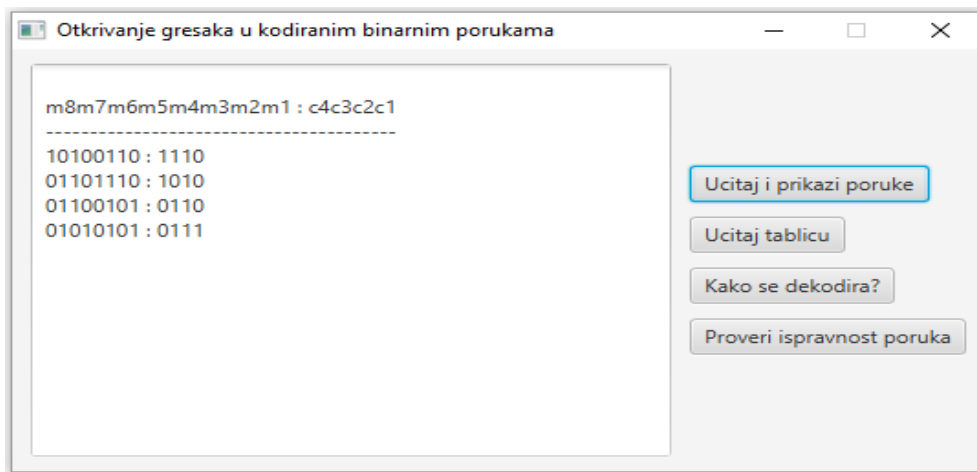 Otkrivanje gresaka u kodiranim binarnim porukama
m8m7m6m5m4m3m2m1 : c4c3c2c1
----------------------------------------
10100110 : 1110
01101110 : 1010
01100101 : 0110
01010101 : 0111
Ucitaj i prikazi poruke
Ucitaj tablicu
Kako se dekodira?
Proveri ispravnost poruka